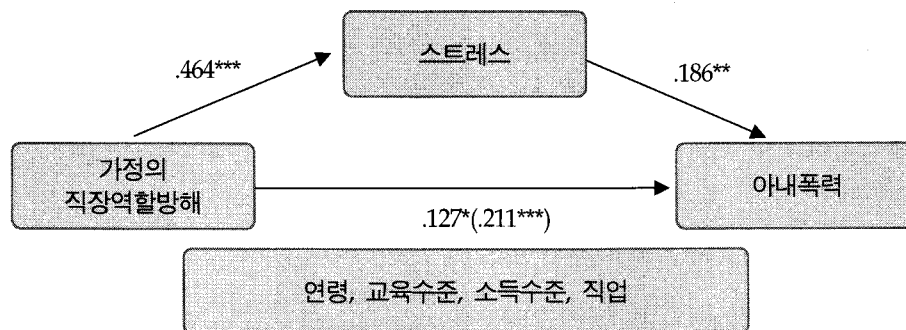 스트레스
.464***
.186**
가정의
직장역할방해
아내폭력
.127*(.211***)
연령, 교육수준, 소득수준, 직업